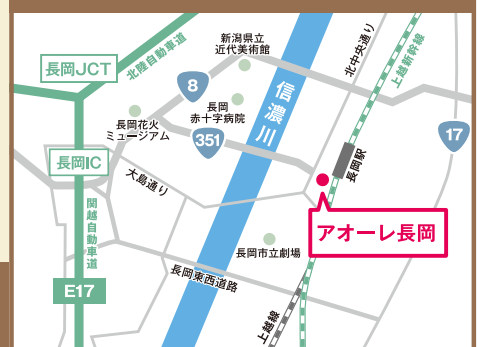 新潟県立
近代美術館
北陸自動車道
長岡JCT
8
北中央通り
上越新幹線
信濃川
長岡
赤十字病院
長岡花火
ミュージアム
351
17
長岡IC
大島通り
長岡駅
アオーレ長岡
関越自動車道
長岡市立劇場
長岡東西道路
E17
上越線